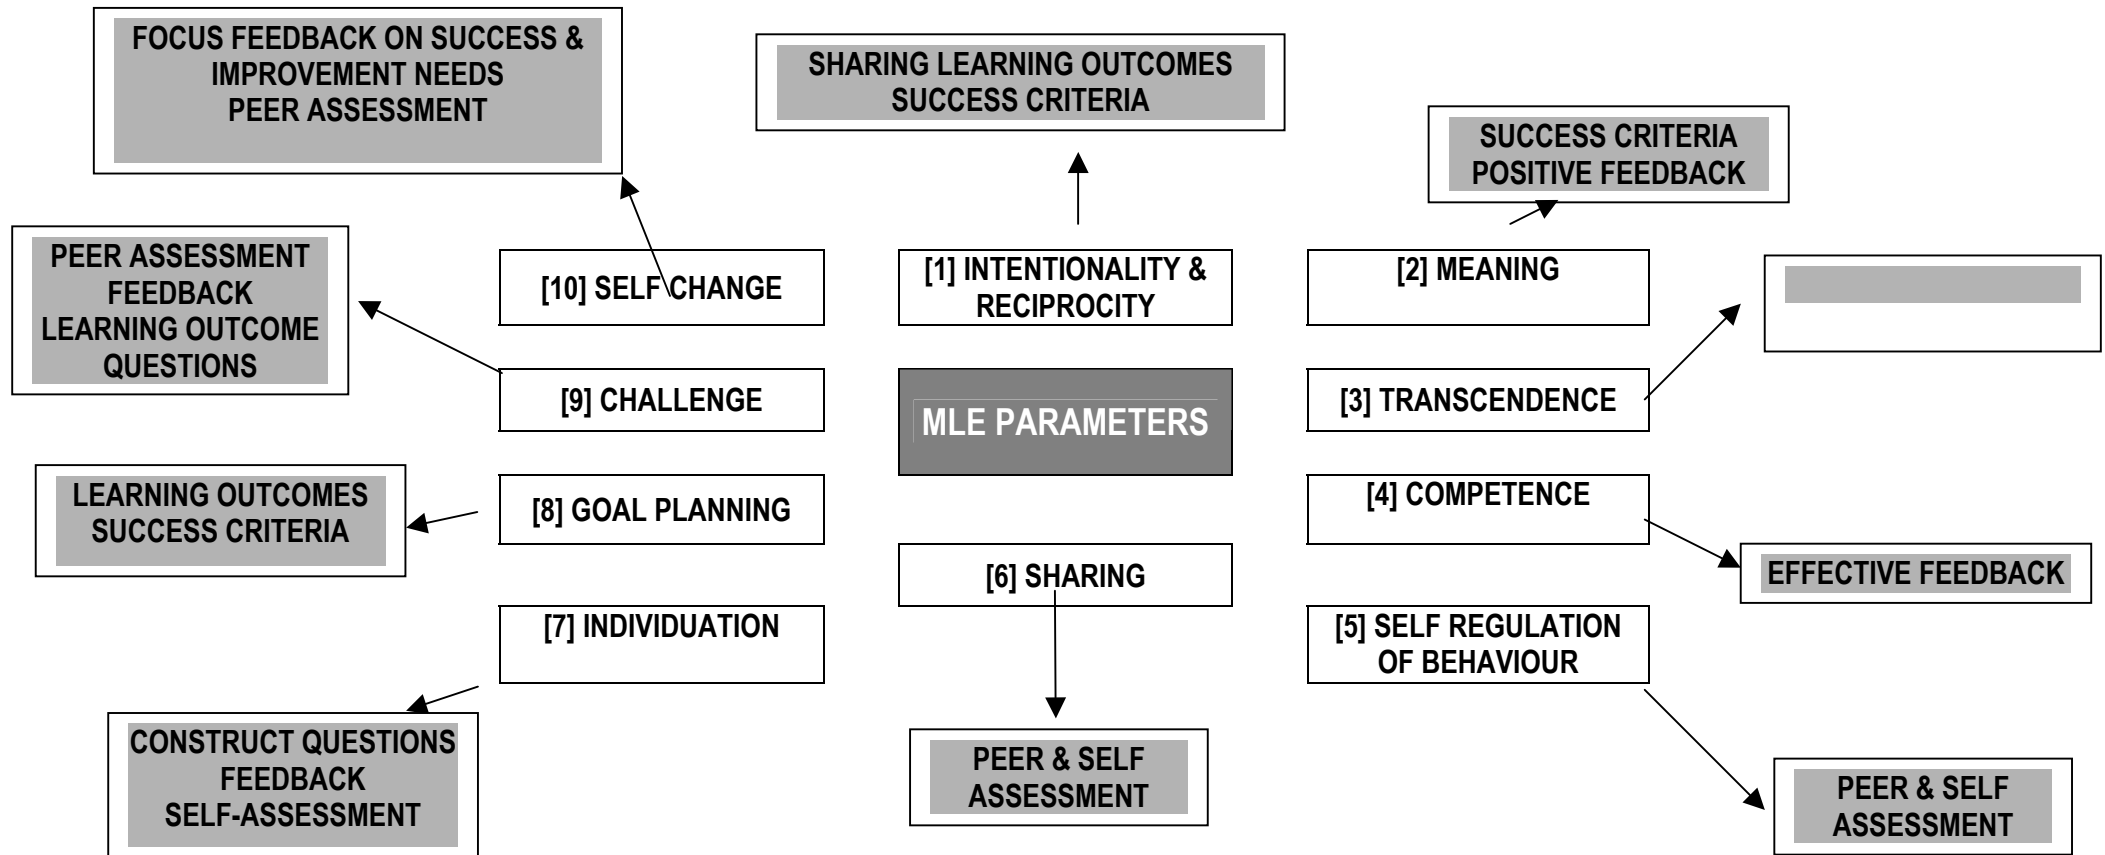 FOCUS FEEDBACK ON SUCCESS &
IMPROVEMENT NEEDS
PEER ASSESSMENT
SHARING LEARNING OUTCOMES
SUCCESS CRITERIA
SUCCESS CRITERIA
POSITIVE FEEDBACK
PEER ASSESSMENT
FEEDBACK
LEARNING OUTCOME
QUESTIONS
[10] SELF CHANGE
[1] INTENTIONALITY &
RECIPROCITY
[2] MEANING
[9] CHALLENGE
MLE PARAMETERS
[3] TRANSCENDENCE
LEARNING OUTCOMES
SUCCESS CRITERIA
[8] GOAL PLANNING
[4] COMPETENCE
[6] SHARING
EFFECTIVE FEEDBACK
[7] INDIVIDUATION
[5] SELF REGULATION
OF BEHAVIOUR
CONSTRUCT QUESTIONS
FEEDBACK
SELF-ASSESSMENT
PEER & SELF
ASSESSMENT
PEER & SELF
ASSESSMENT